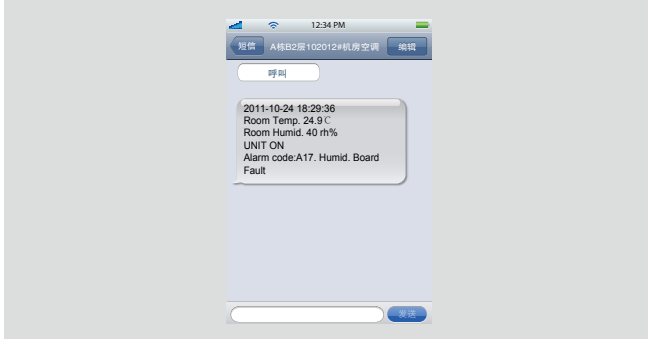 12:34 PM
短信 A栋B2层102012#机房空调 编辑
呼叫
2011-10-24 18:29:36
Room Temp. 24.9℃
Room Humid. 40 rh%
UNIT ON
Alarm code:A17. Humid. Board
Fault
发送